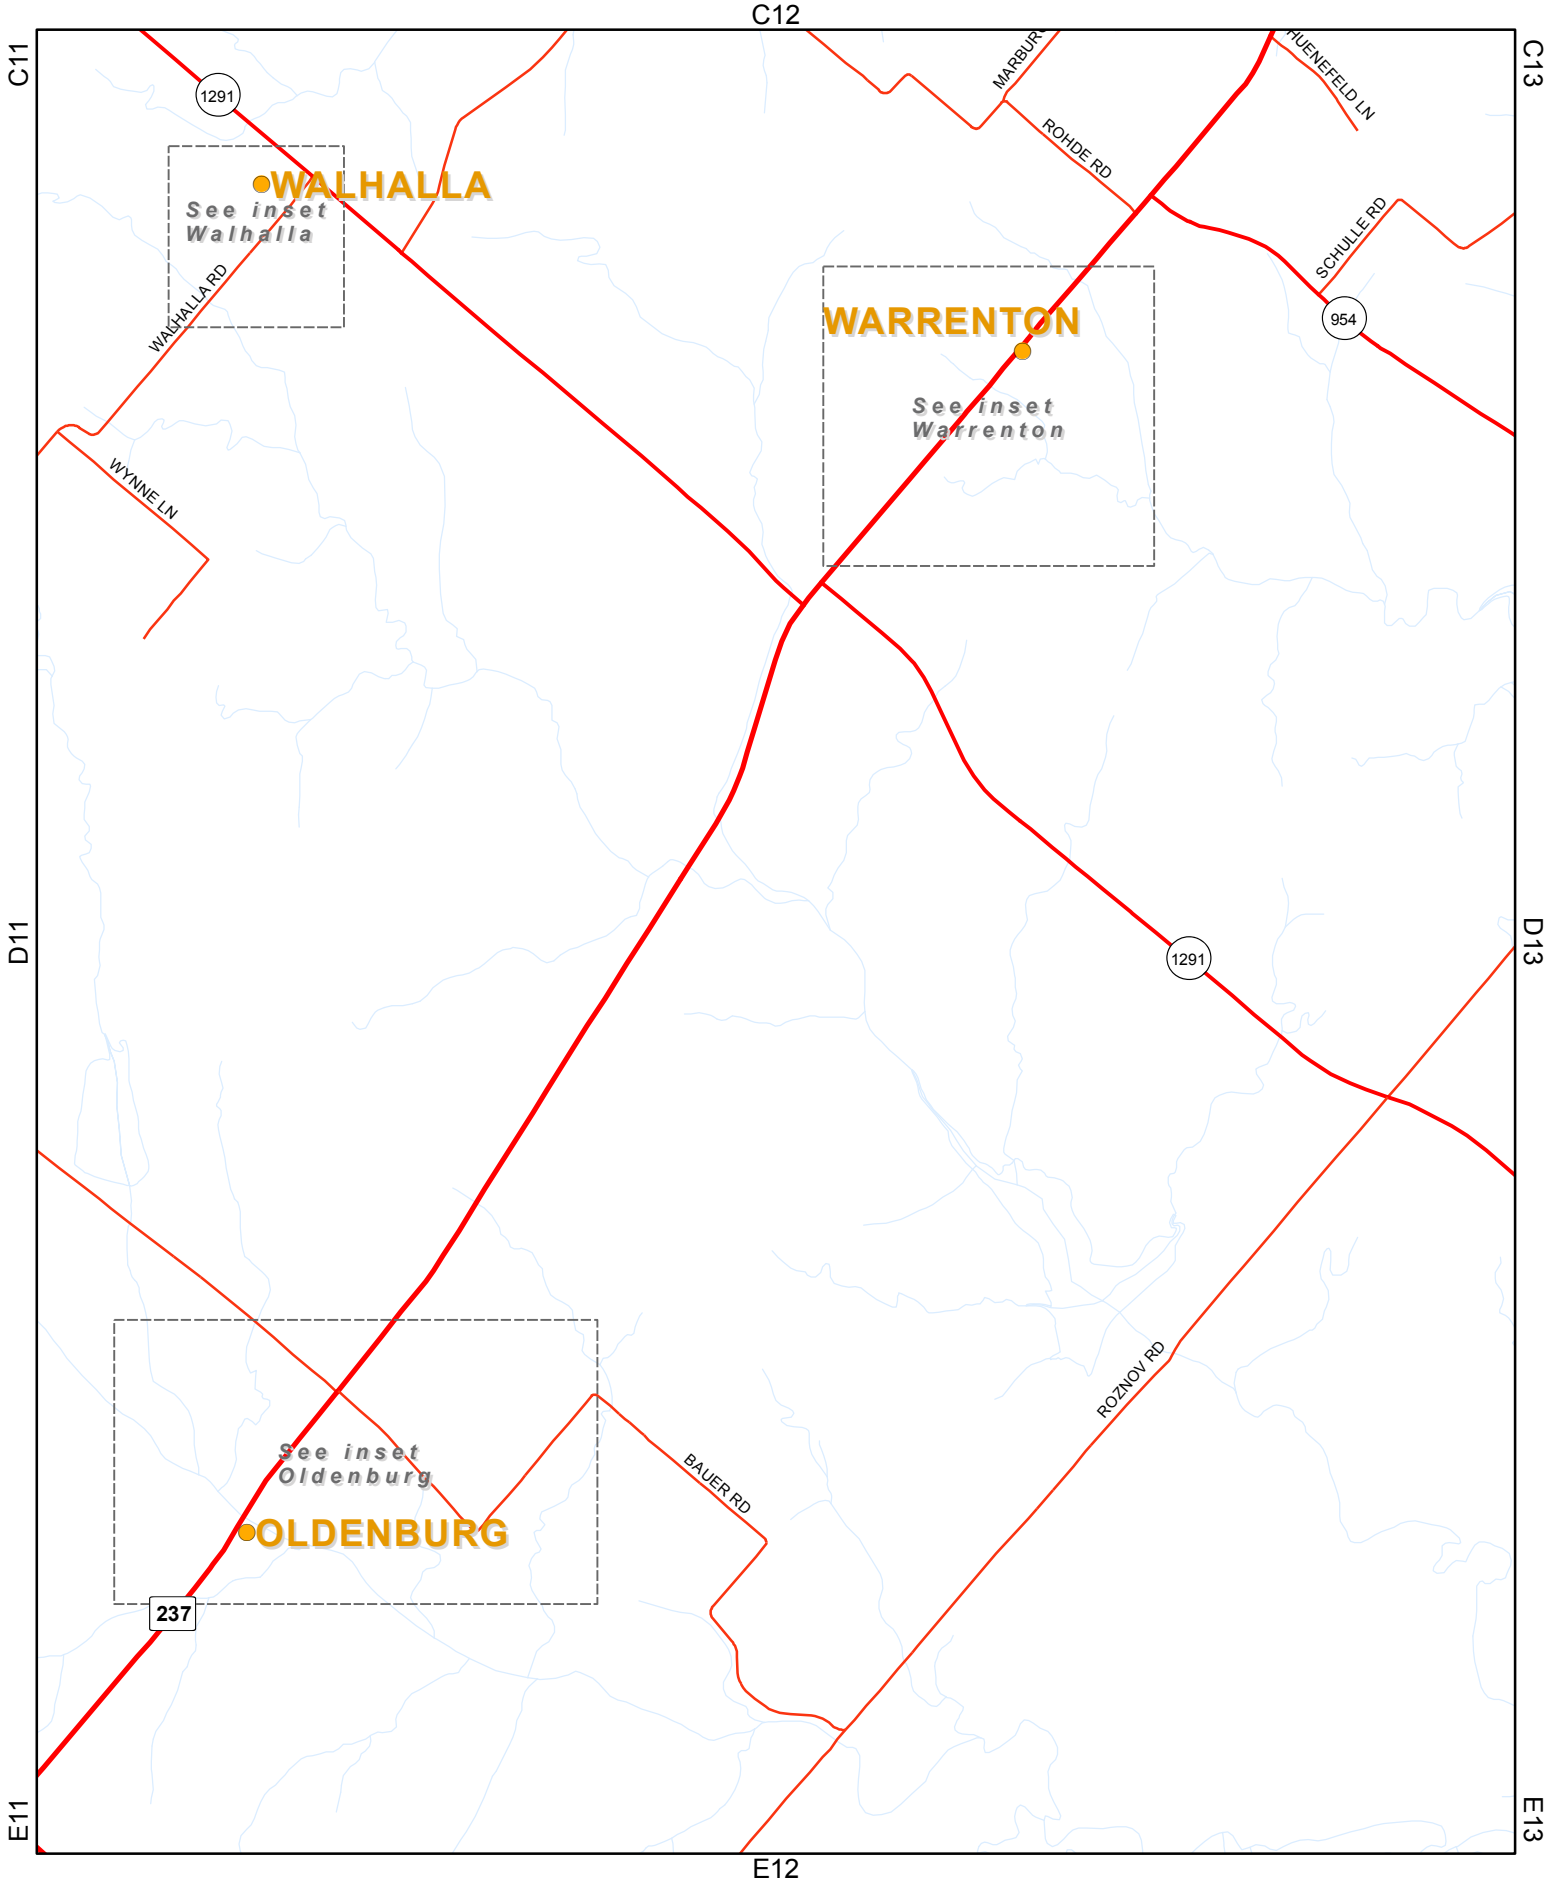 C12
C11
C13
MARBURG
HUENEFELD LN
1291
ROHDE RD
WALHALLA
See inset
Walhalla
SCHULLE RD
WALHALLA RD
WARRENTON
954
See inset
Warrenton
WYNNE LN
D11
D13
1291
ROZNOV RD
See inset
Oldenburg
BAUER RD
OLDENBURG
237
E11
E13
E12